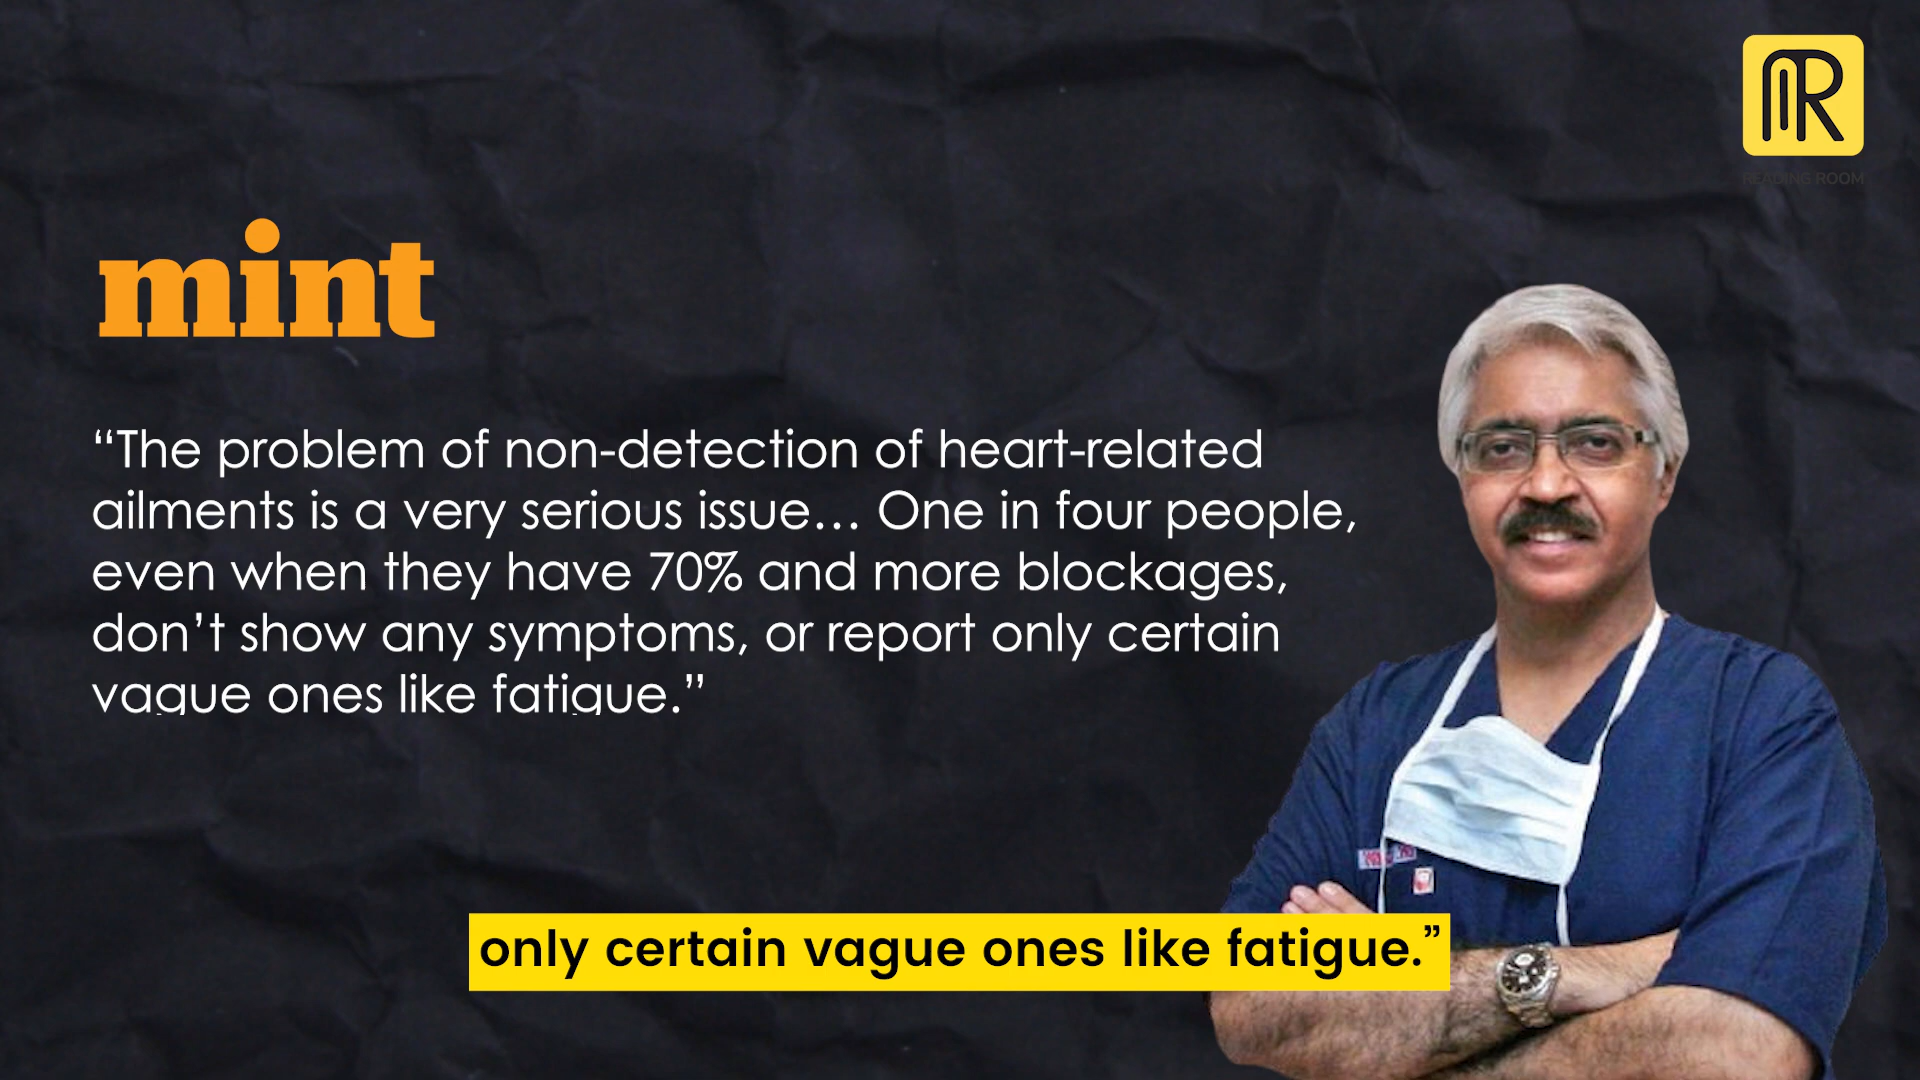 R
READING ROOM
mint
“The problem of non-detection of heart-related
ailments is a very serious issue… One in four people,
even when they have 70% and more blockages,
don’t show any symptoms, or report only certain
vague ones like fatigue.”
only certain vague ones like fatigue.”